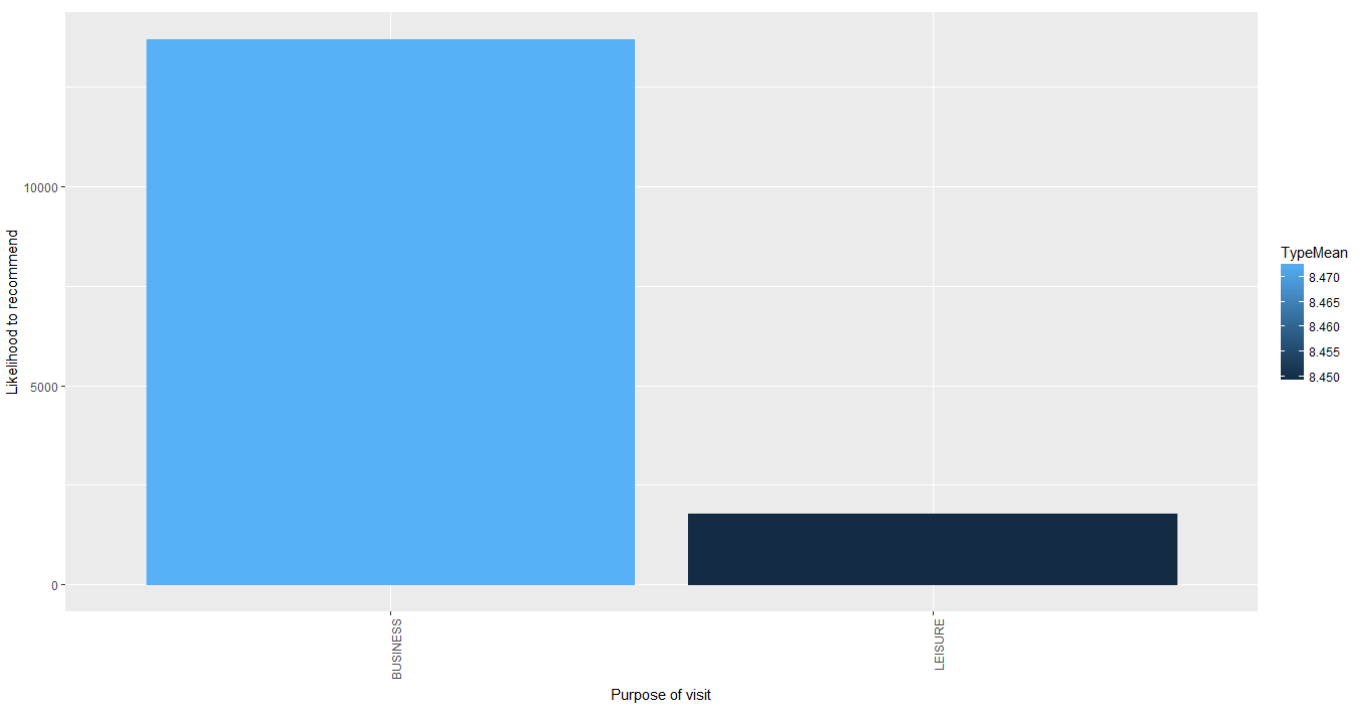 Likelihood to recommend
10000
5000
0
BUSINESS
LEISURE
Purpose of visit
TypeMean
8.470
8.465
8.460
8.455
8.450